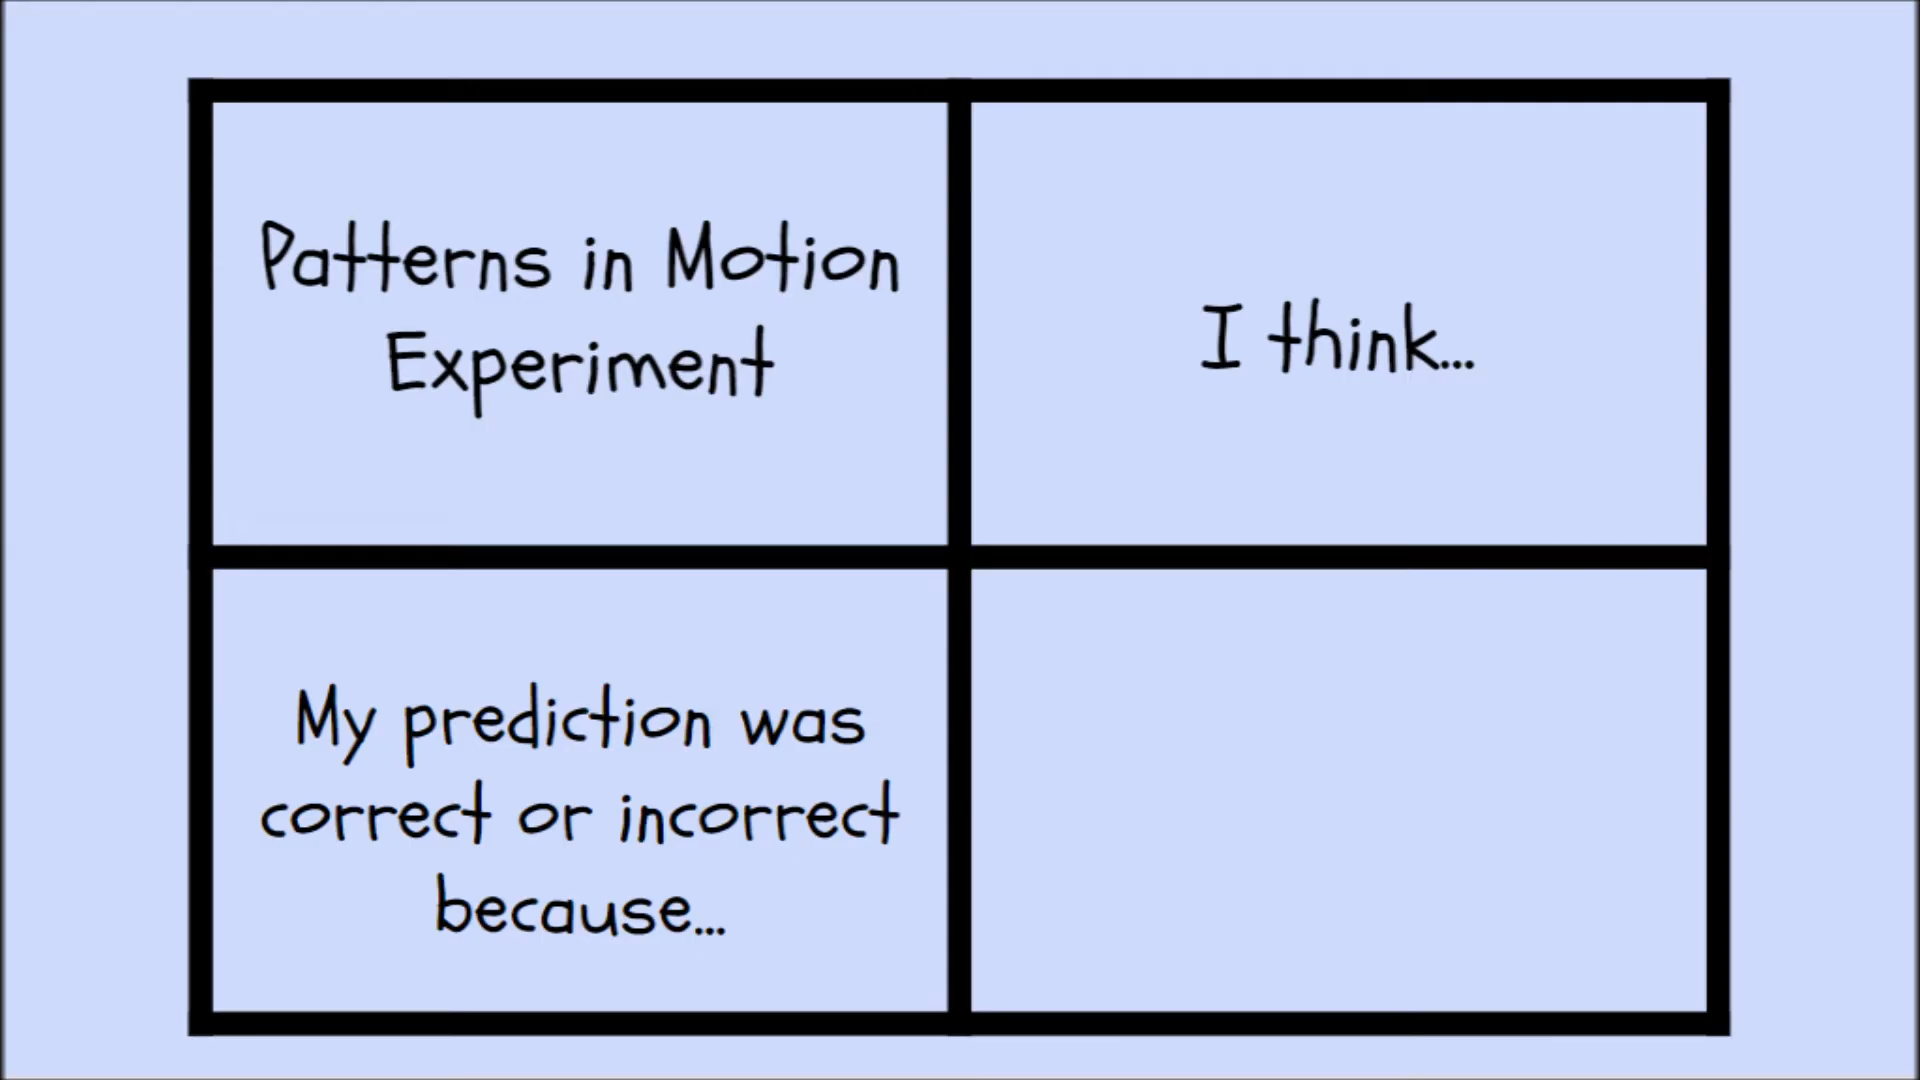 Patterns in Motion
Experiment
I think...
My prediction was
correct or incorrect
because...